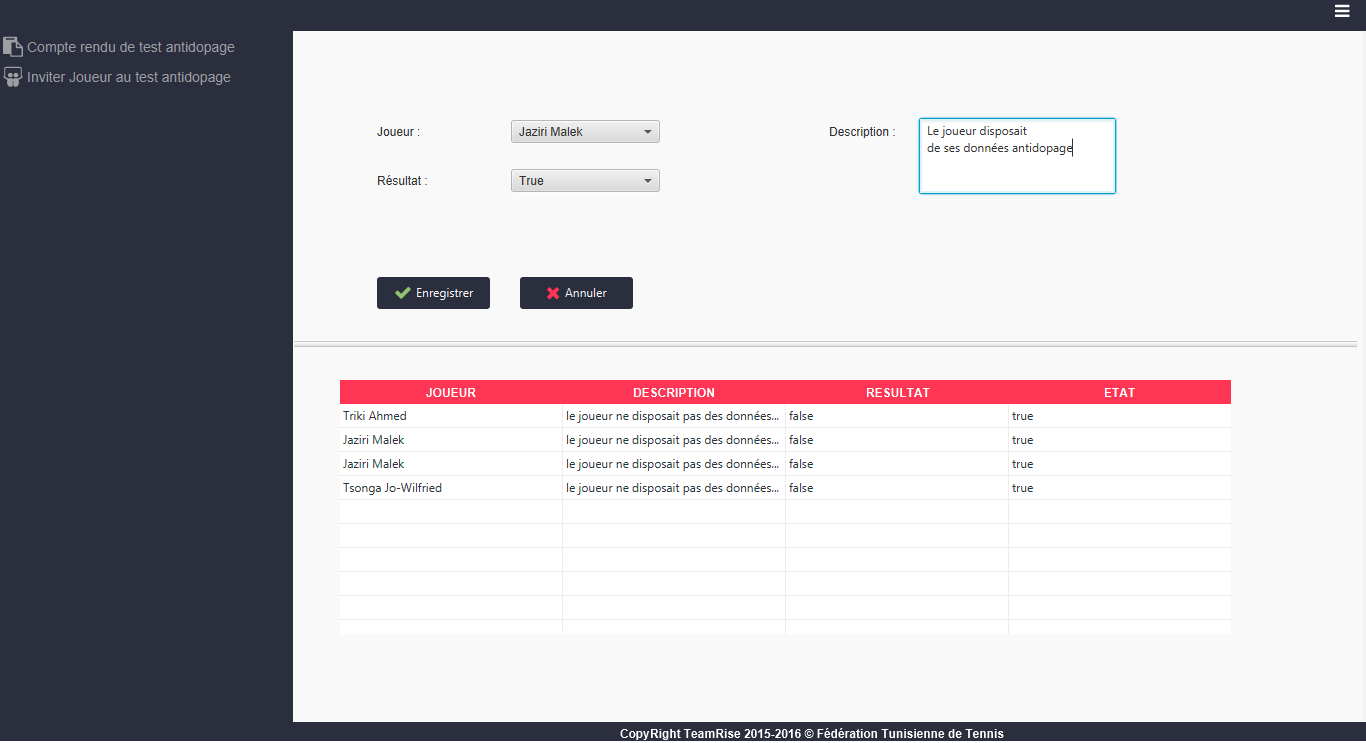 Compte rendu de test antidopage
Inviter Joueur au test antidopage
Joueur : Jaziri Malek Description : Le joueur disposait
de ses données antidopage
Résultat : True
Enregistrer Annuler
JOUEUR DESCRIPTION RESULTAT ETAT
Triki Ahmed le joueur ne disposait pas des données... false true
Jaziri Malek le joueur ne disposait pas des données... false true
Jaziri Malek le joueur ne disposait pas des données... false true
Tsonga Jo-Wilfried le joueur ne disposait pas des données... false true
CopyRight TeamRise 2015-2016 © Fédération Tunisienne de Tennis